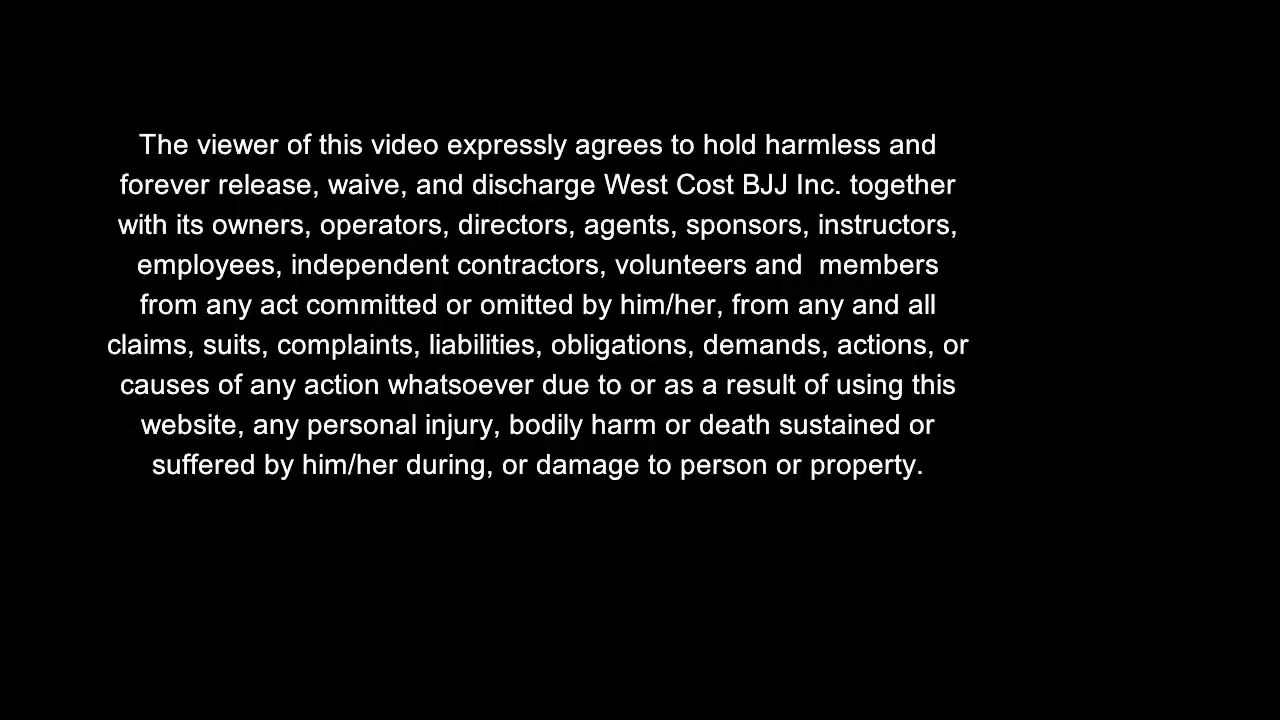 The viewer of this video expressly agrees to hold harmless and
forever release, waive, and discharge West Cost BJJ Inc. together
with its owners, operators, directors, agents, sponsors, instructors,
employees, independent contractors, volunteers and  members
from any act committed or omitted by him/her, from any and all
claims, suits, complaints, liabilities, obligations, demands, actions, or
causes of any action whatsoever due to or as a result of using this
website, any personal injury, bodily harm or death sustained or
suffered by him/her during, or damage to person or property.